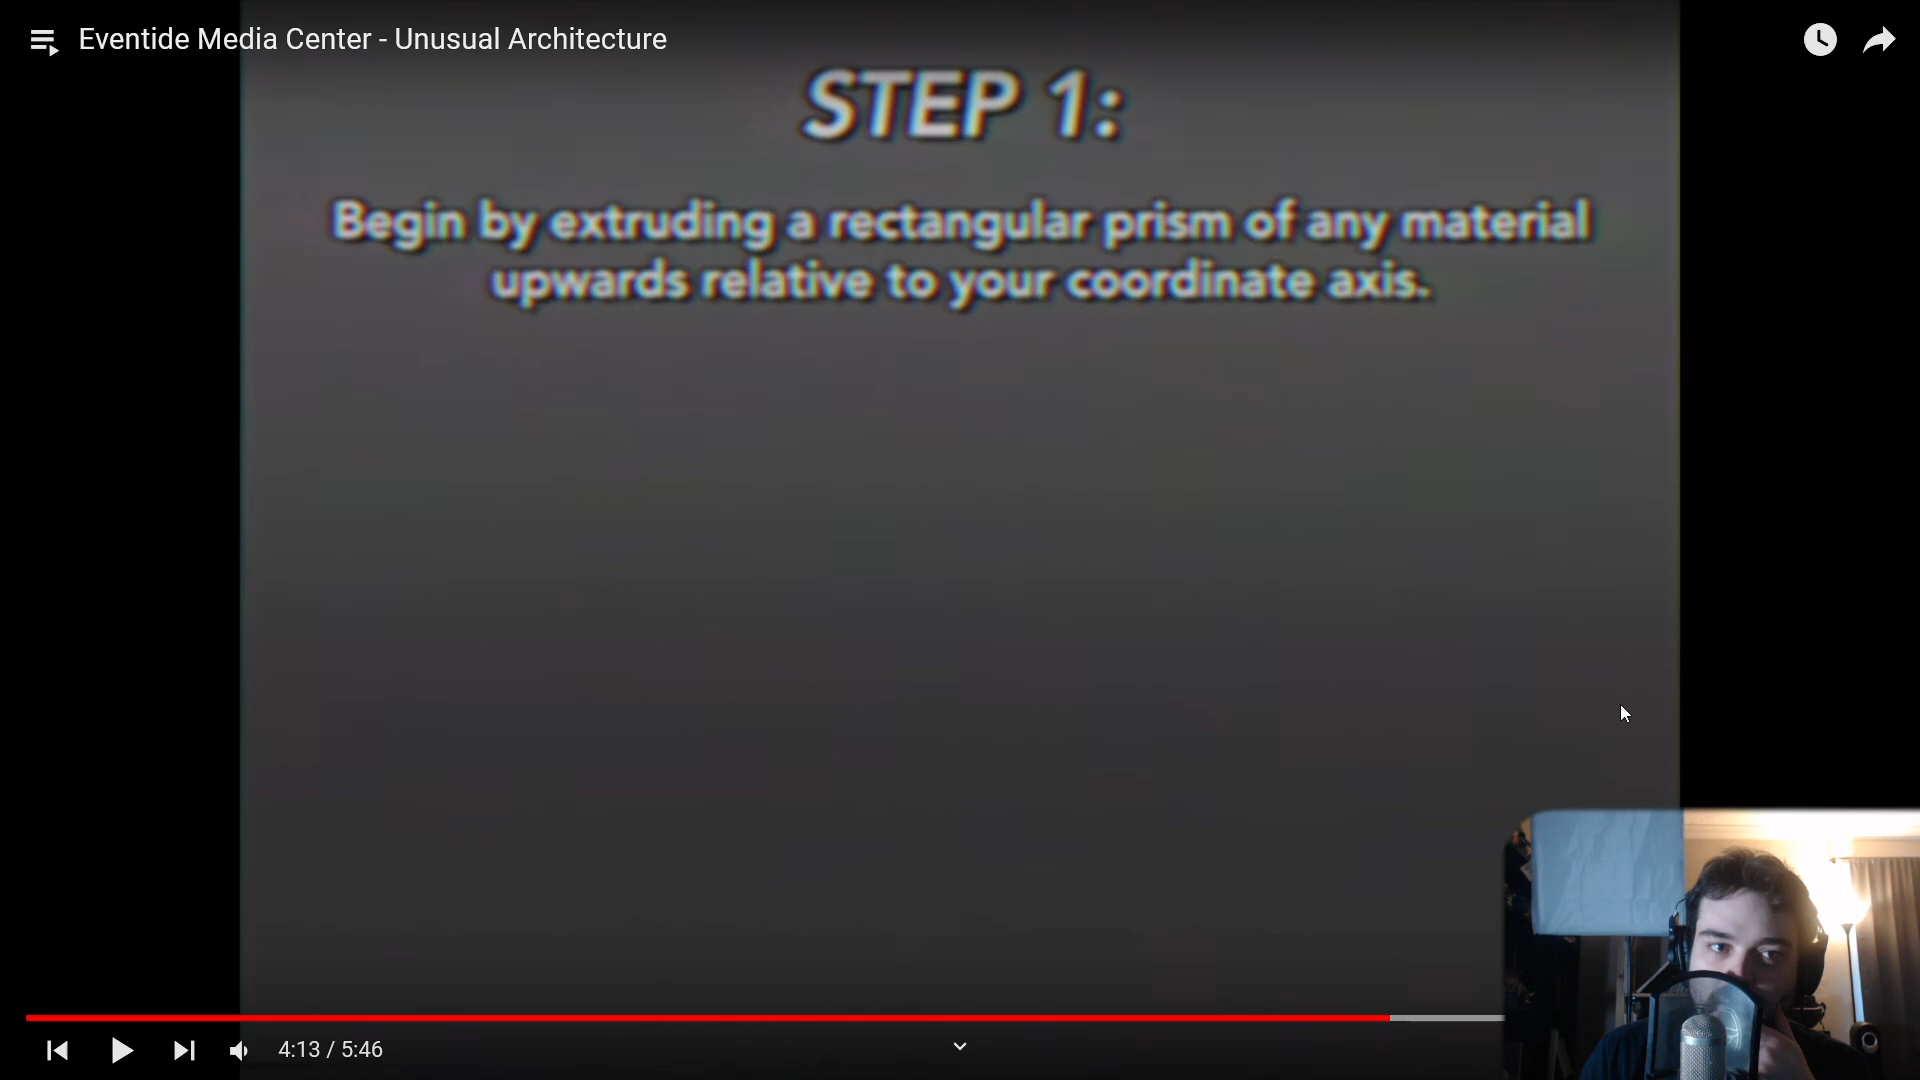 Eventide Media Center - Unusual Architecture
STEP 1:
Begin by extruding a rectangular prism of any material
upwards relative to your coordinate axis.
4:13 / 5:46